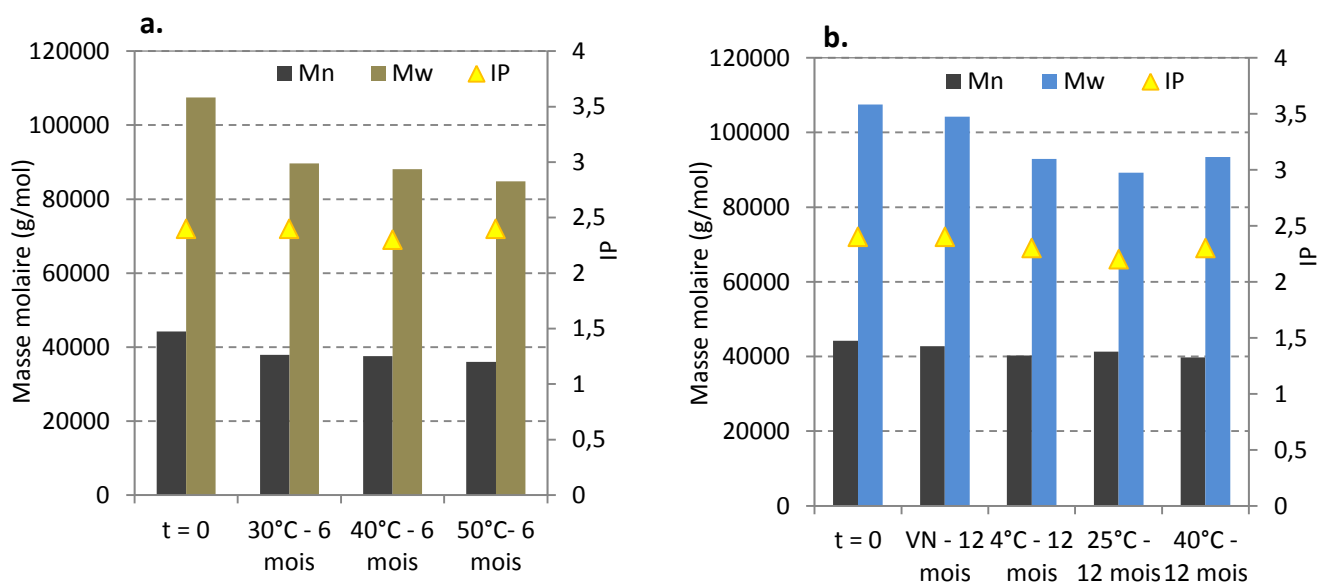 a.
120000
100000
80000
60000
40000
20000
0
Masse molaire (g/mol)
Mn
Mw
IP
4
3,5
3
2,5
2
1,5
1
0,5
0
IP
t = 0
30°C - 6
mois
40°C - 6
mois
50°C- 6
mois
b.
120000
100000
80000
60000
40000
20000
0
Masse molaire (g/mol)
Mn
Mw
IP
4
3,5
3
2,5
2
1,5
1
0,5
0
IP
t = 0
VN - 12
mois
4°C - 12
mois
25°C -
12 mois
40°C -
12 mois